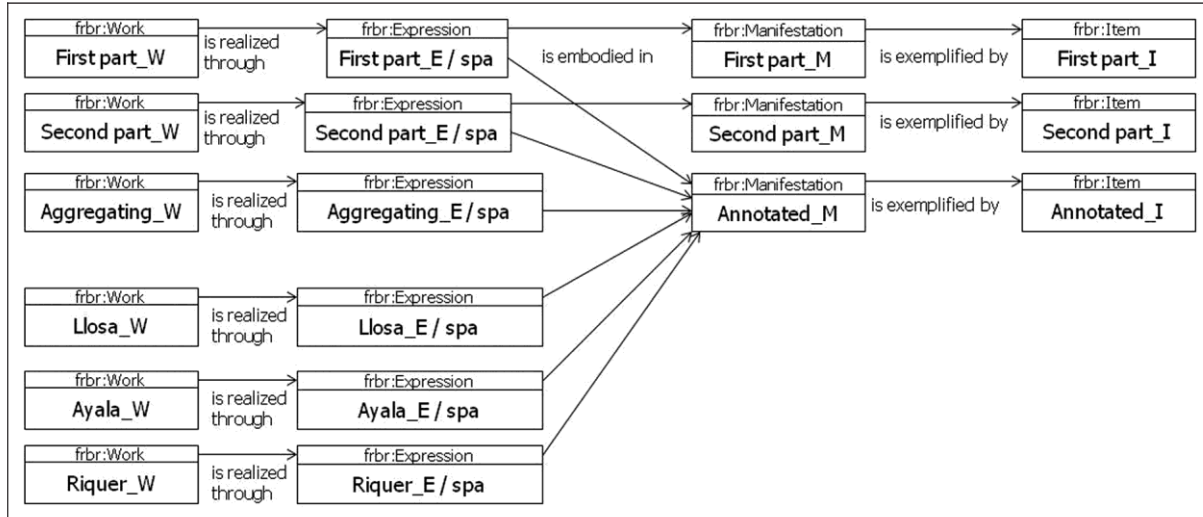 frbr:Work
First part_W
is realized
through
frbr:Expression
First part_E / spa
is embodied in
frbr:Manifestation
First part_M
is exemplified by
frbr:Item
First part_I
frbr:Work
Second part_W
is realized
through
frbr:Expression
Second part_E / spa
frbr:Manifestation
Second part_M
is exemplified by
frbr:Item
Second part_I
frbr:Work
Aggregating_W
is realized
through
frbr:Expression
Aggregating_E / spa
frbr:Manifestation
Annotated_M
is exemplified by
frbr:Item
Annotated_I
frbr:Work
Llosa_W
is realized
through
frbr:Expression
Llosa_E / spa
frbr:Work
Ayala_W
is realized
through
frbr:Expression
Ayala_E / spa
frbr:Work
Riquer_W
is realized
through
frbr:Expression
Riquer_E / spa